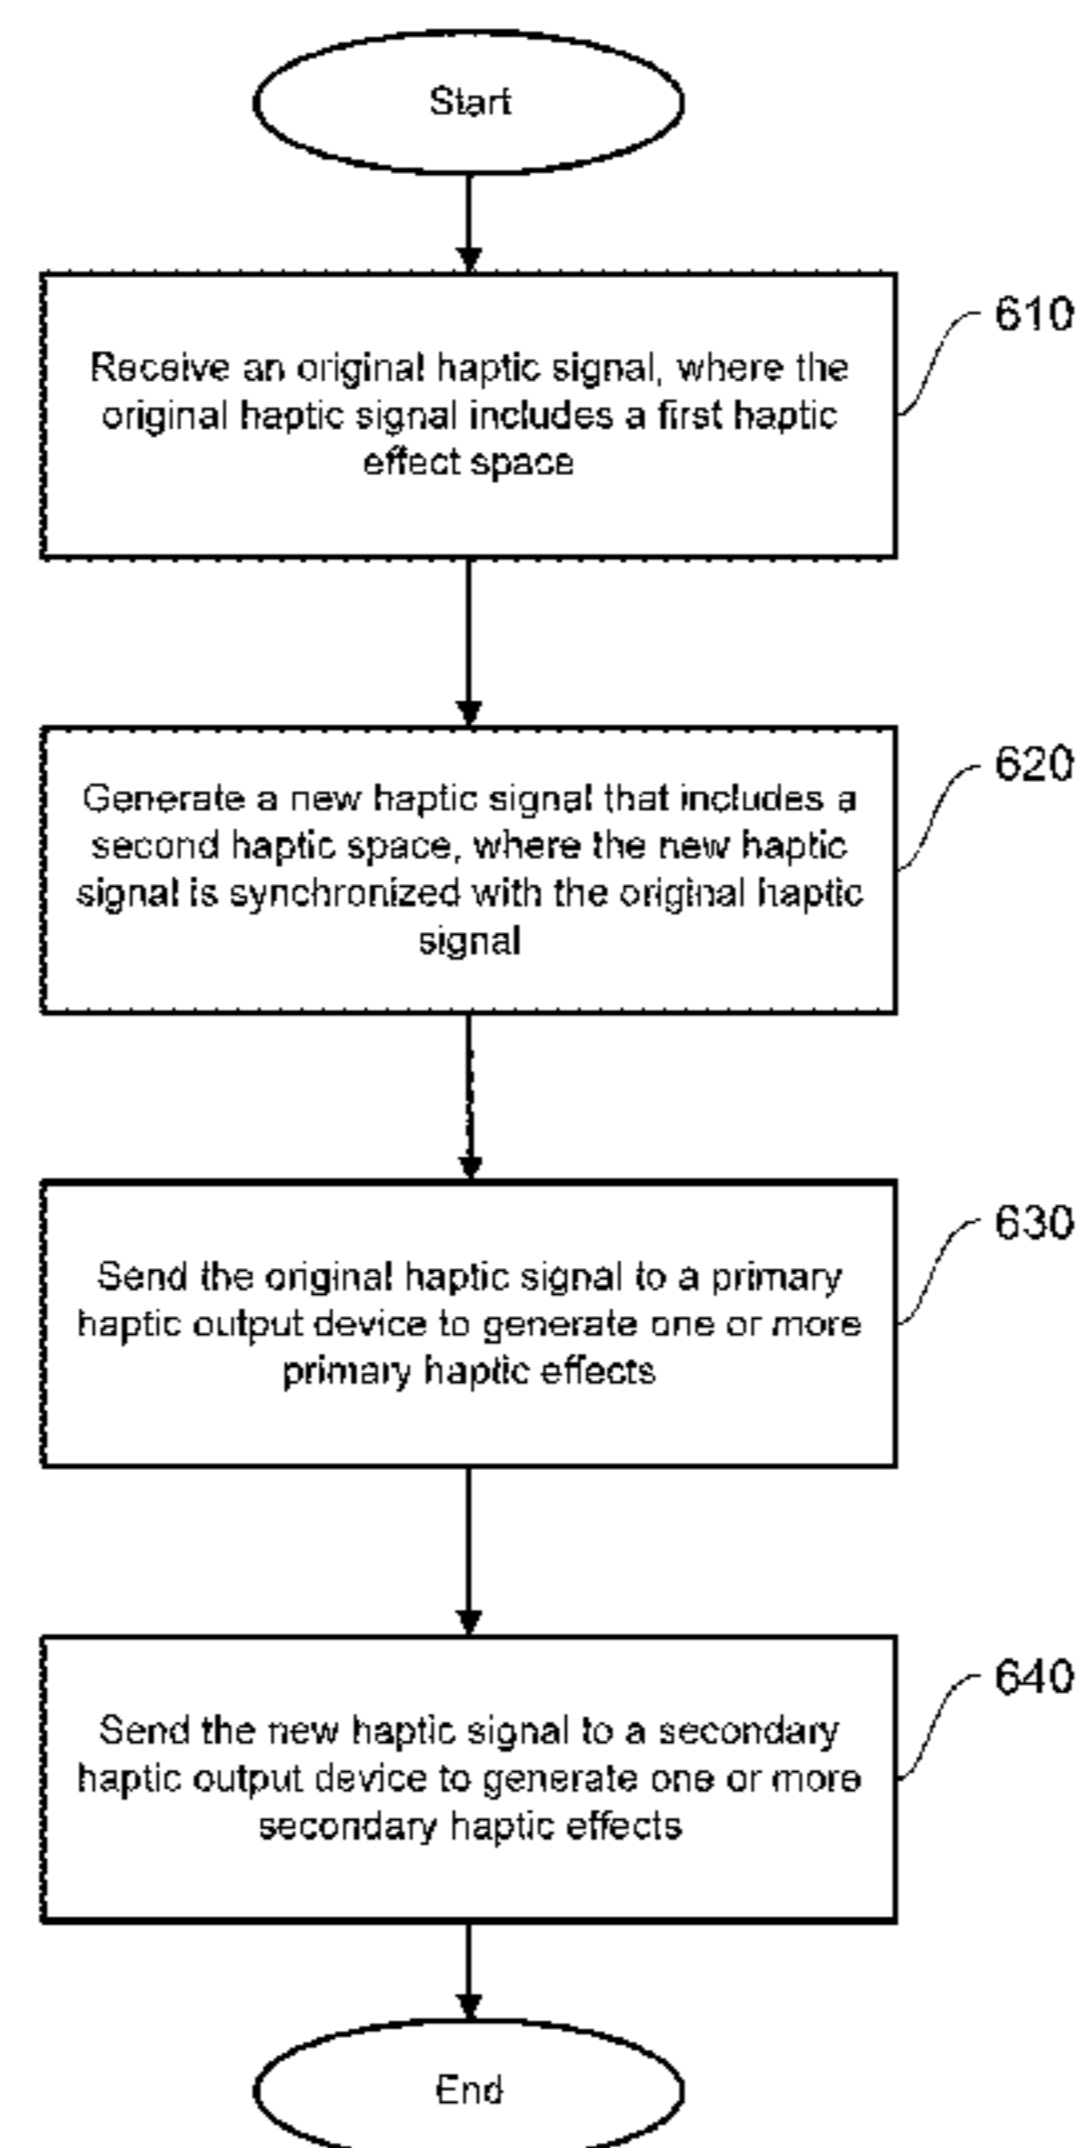 Start
Receive an original haptic signal, where the
original haptic signal includes a first haptic
effect space
610
Generate a new haptic signal that includes a
second haptic space, where the new haptic
signal is synchronized with the original haptic
signal
620
Send the original haptic signal to a primary
haptic output device to generate one or more
primary haptic effects
630
Send the new haptic signal to a secondary
haptic output device to generate one or more
secondary haptic effects
640
End